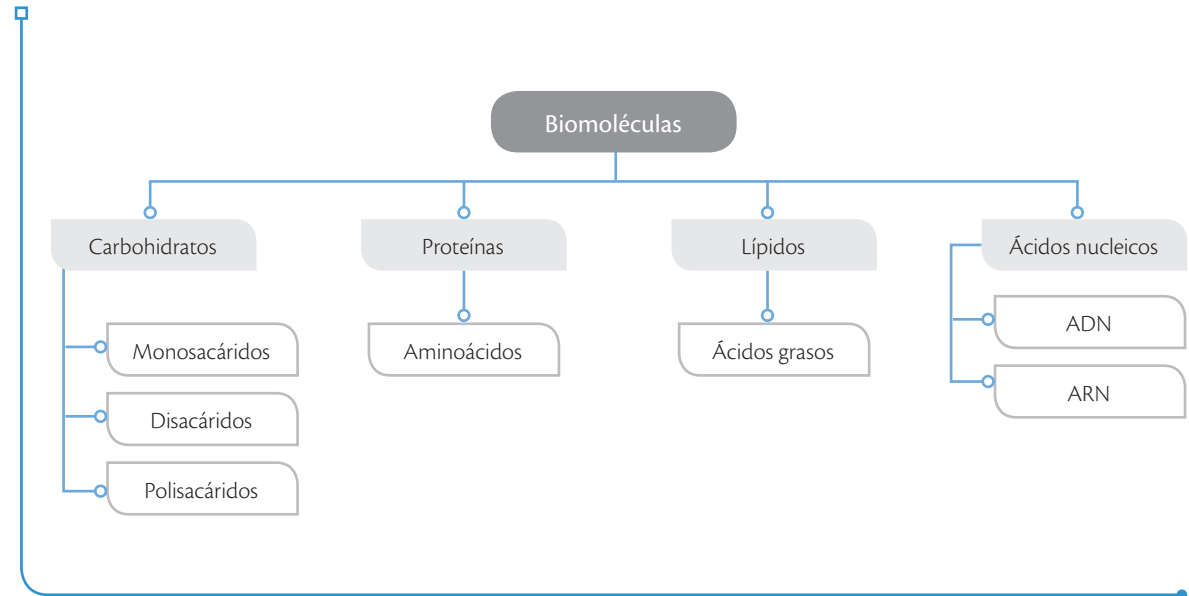 Biomoléculas
Carbohidratos
Monosacáridos
Disacáridos
Polisacáridos
Proteínas
Aminoácidos
Lípidos
Ácidos grasos
Ácidos nucleicos
ADN
ARN